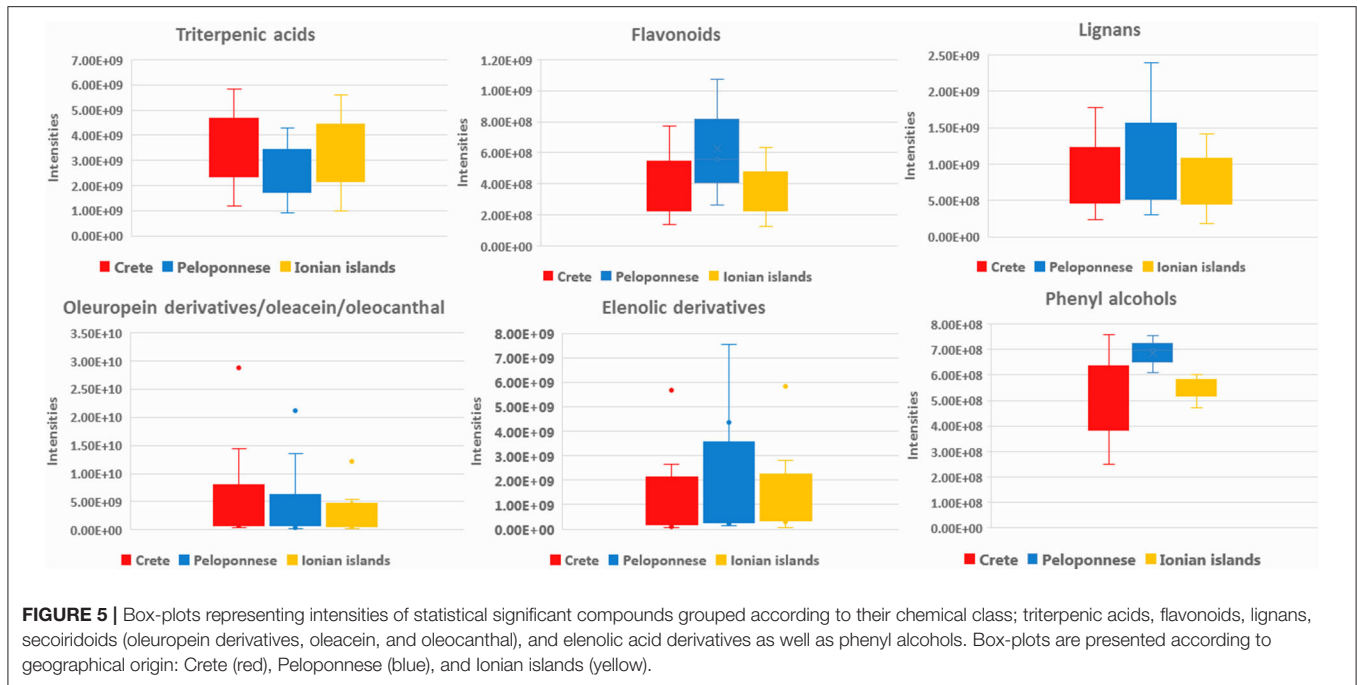 Triterpenic acids
Intensities
7.00E+09
6.00E+09
5.00E+09
4.00E+09
3.00E+09
2.00E+09
1.00E+09
0.00E+00
Crete Peloponnese Ionian islands
Flavonoids
Intensities
1.20E+09
1.00E+09
8.00E+08
6.00E+08
4.00E+08
2.00E+08
0.00E+00
Crete Peloponnese Ionian islands
Lignans
Intensities
2.50E+09
2.00E+09
1.50E+09
1.00E+09
5.00E+08
0.00E+00
Crete Peloponnese Ionian islands
Oleuropein derivatives/oleacein/oleocanthal
Intensities
3.50E+10
3.00E+10
2.50E+10
2.00E+10
1.50E+10
1.00E+10
5.00E+09
0.00E+00
Crete Peloponnese Ionian islands
Elenolic derivatives
Intensities
8.00E+09
7.00E+09
6.00E+09
5.00E+09
4.00E+09
3.00E+09
2.00E+09
1.00E+09
0.00E+00
Crete Peloponnese Ionian islands
Phenyl alcohols
Intensities
8.00E+08
7.00E+08
6.00E+08
5.00E+08
4.00E+08
3.00E+08
2.00E+08
1.00E+08
0.00E+00
Crete Peloponnese Ionian islands
FIGURE 5 | Box-plots representing intensities of statistical significant compounds grouped according to their chemical class; triterpenic acids, flavonoids, lignans,
secoiridoids (oleuropein derivatives, oleacein, and oleocanthal), and elenolic acid derivatives as well as phenyl alcohols. Box-plots are presented according to
geographical origin: Crete (red), Peloponnese (blue), and Ionian islands (yellow).